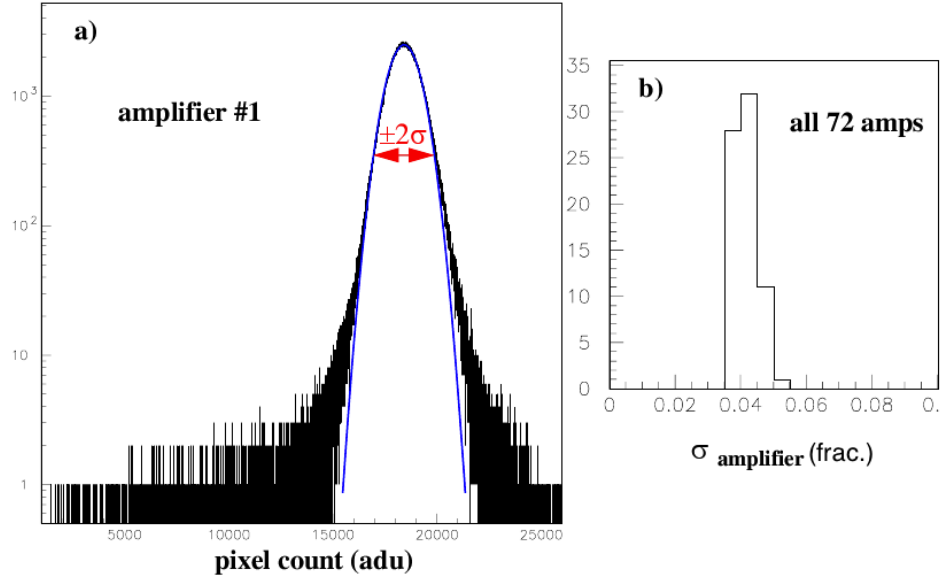 a)
amplifier #1
±2σ
10³
10²
10
1
5000 10000 15000 20000 25000
pixel count (adu)
b)
all 72 amps
35
30
25
20
15
10
5
0
0 0.02 0.04 0.06 0.08 0.
σ amplifier (frac.)